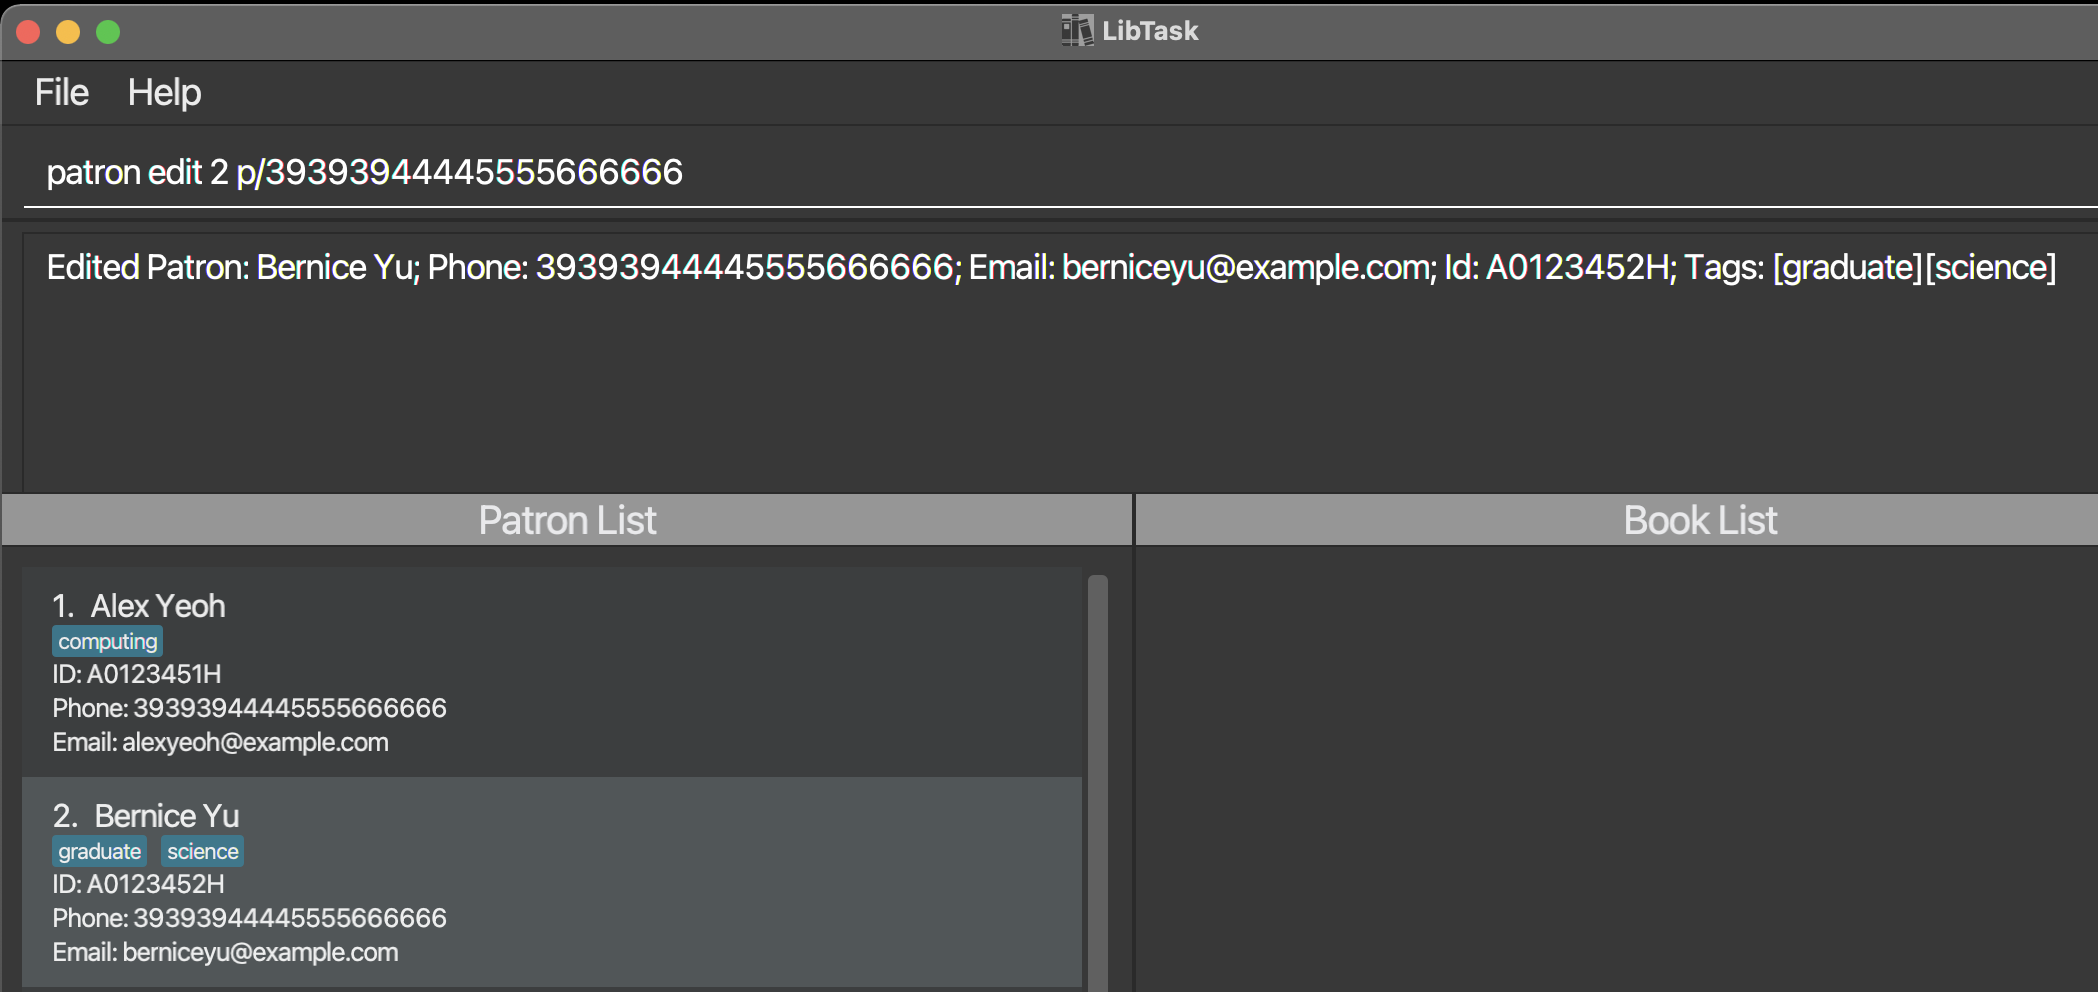 LibTask
File Help
patron edit 2 p/39393944445555666666
Edited Patron: Bernice Yu; Phone: 39393944445555666666; Email: berniceyu@example.com; Id: A0123452H; Tags: [graduate][science]
Patron List
Book List
1. Alex Yeoh
computing
ID: A0123451H
Phone: 39393944445555666666
Email: alexyeoh@example.com
2. Bernice Yu
graduate science
ID: A0123452H
Phone: 39393944445555666666
Email: berniceyu@example.com